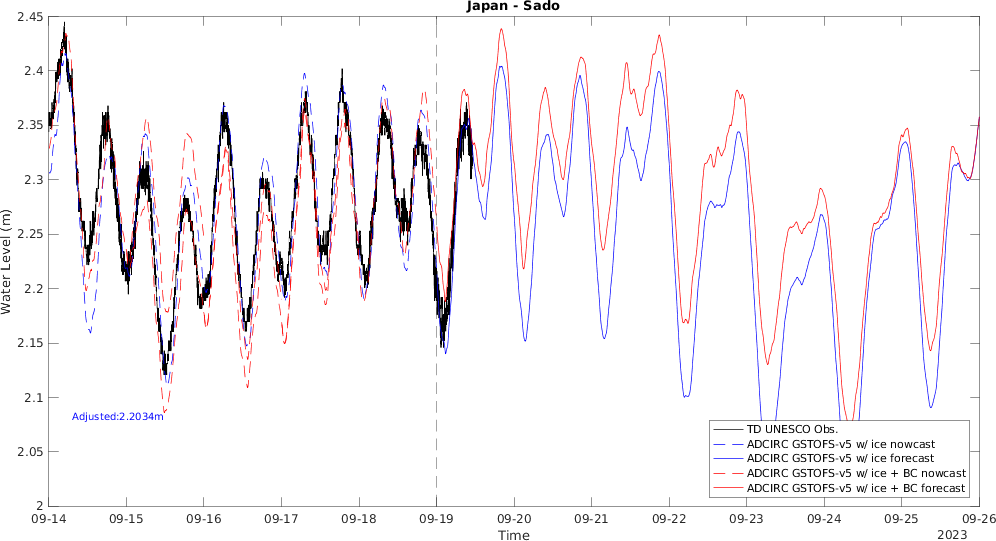 Japan - Sado
2.45
2.4
2.35
2.3
2.25
2.2
2.15
2.1
2.05
2
Water Level (m)
Adjusted:2.2034m
TD UNESCO Obs.
ADCIRC GSTOFS-v5 w/ ice nowcast
ADCIRC GSTOFS-v5 w/ ice forecast
ADCIRC GSTOFS-v5 w/ ice + BC nowcast
ADCIRC GSTOFS-v5 w/ ice + BC forecast
09-14 09-15 09-16 09-17 09-18 09-19 09-20 09-21 09-22 09-23 09-24 09-25 09-26
Time
2023